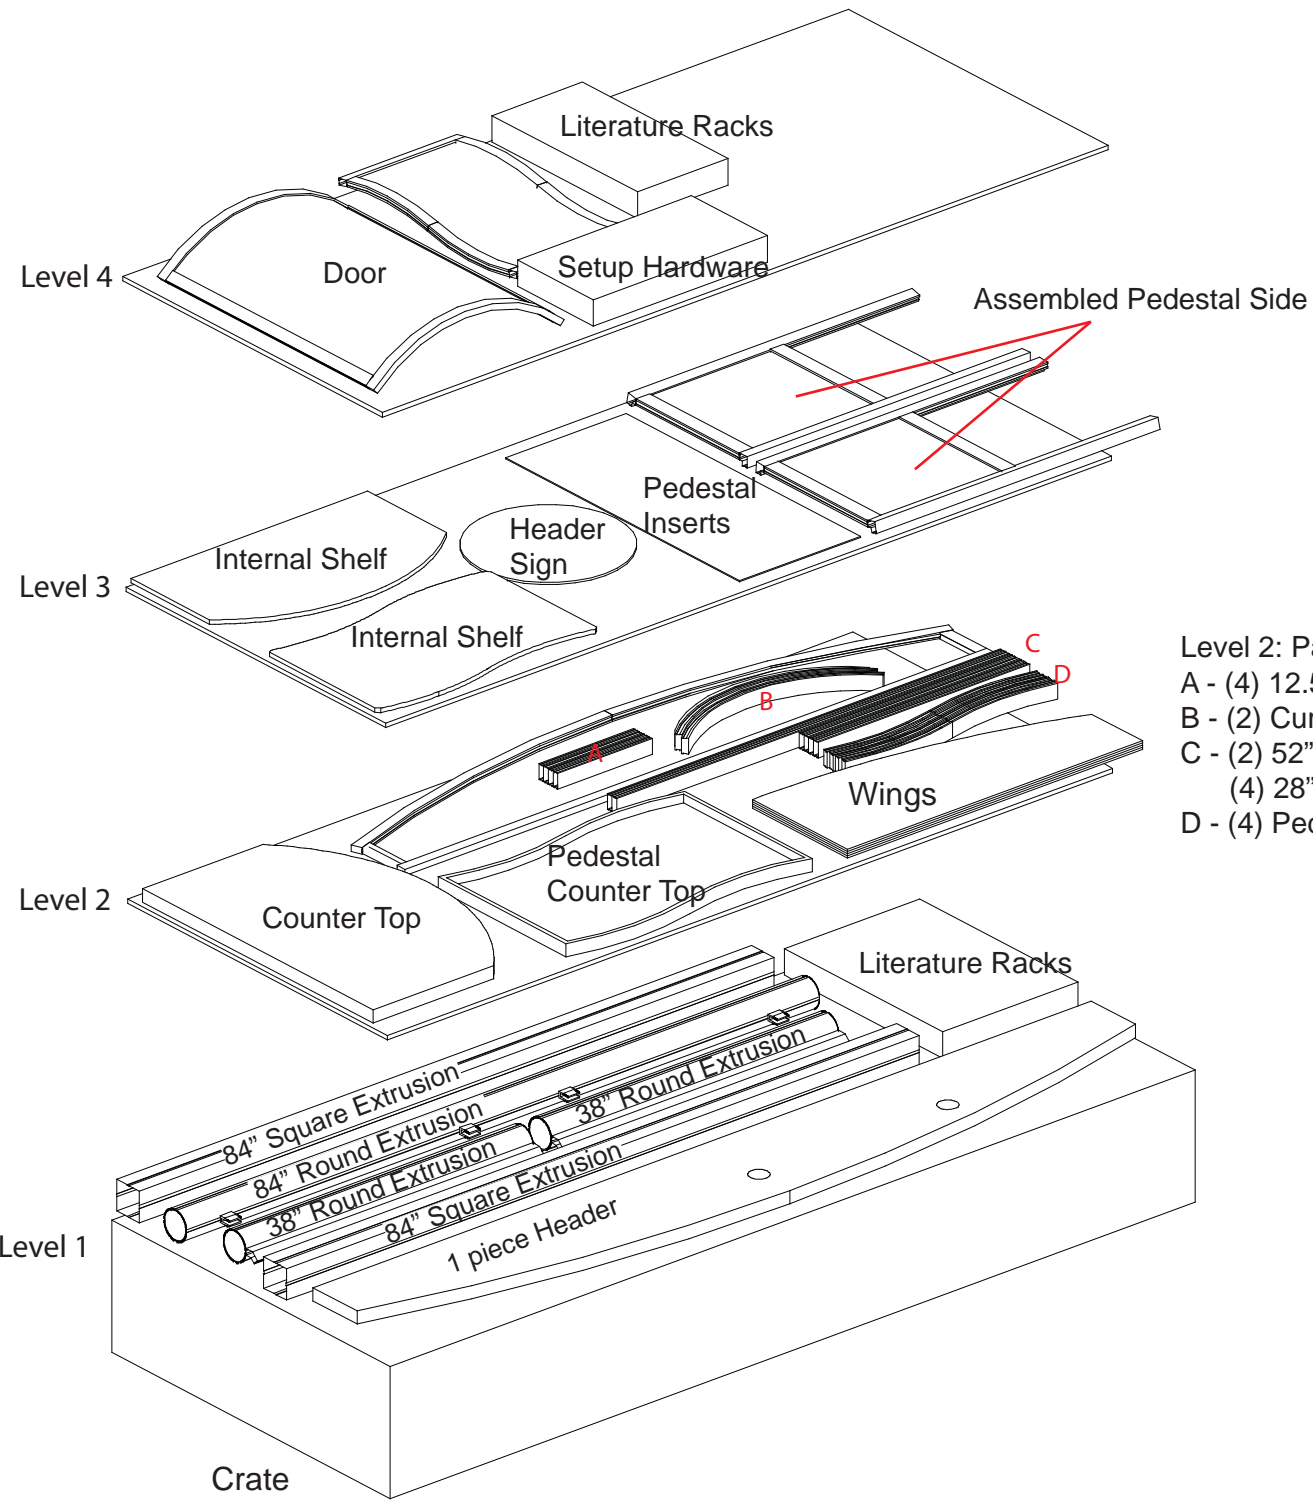 Literature Racks
Level 4
Door
Setup Hardware
Assembled Pedestal Side
Pedestal
Inserts
Header
Sign
Internal Shelf
Level 3
Internal Shelf
C
D
B
A
Level 2: Pa
A - (4) 12.5
B - (2) Cur
C - (2) 52”
(4) 28”
D - (4) Pec
Wings
Pedestal
Counter Top
Level 2
Counter Top
Literature Racks
84” Square Extrusion
84” Round Extrusion
38” Round Extrusion
38” Round Extrusion
84” Square Extrusion
1 piece Header
Level 1
Crate